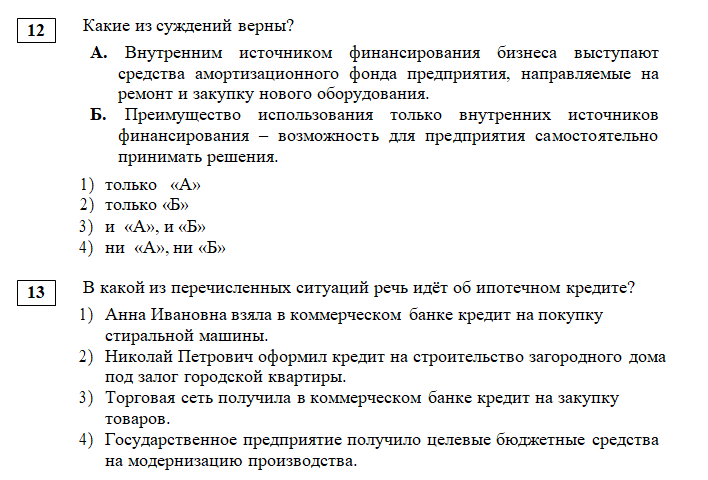 12 Какие из суждений верны?
А. Внутренним источником финансирования бизнеса выступают
средства амортизационного фонда предприятия, направляемые на
ремонт и закупку нового оборудования.
Б. Преимущество использования только внутренних источников
финансирования – возможность для предприятия самостоятельно
принимать решения.
1) только «А»
2) только «Б»
3) и «А», и «Б»
4) ни «А», ни «Б»
13 В какой из перечисленных ситуаций речь идёт об ипотечном кредите?
1) Анна Ивановна взяла в коммерческом банке кредит на покупку
стиральной машины.
2) Николай Петрович оформил кредит на строительство загородного дома
под залог городской квартиры.
3) Торговая сеть получила в коммерческом банке кредит на закупку
товаров.
4) Государственное предприятие получило целевые бюджетные средства
на модернизацию производства.